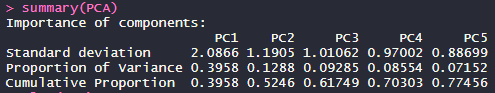 > summary(PCA)
Importance of components:
PC1 PC2 PC3 PC4 PC5
Standard deviation 2.0866 1.1905 1.01062 0.97002 0.88699
Proportion of Variance 0.3958 0.1288 0.09285 0.08554 0.07152
Cumulative Proportion 0.3958 0.5246 0.61749 0.70303 0.77456